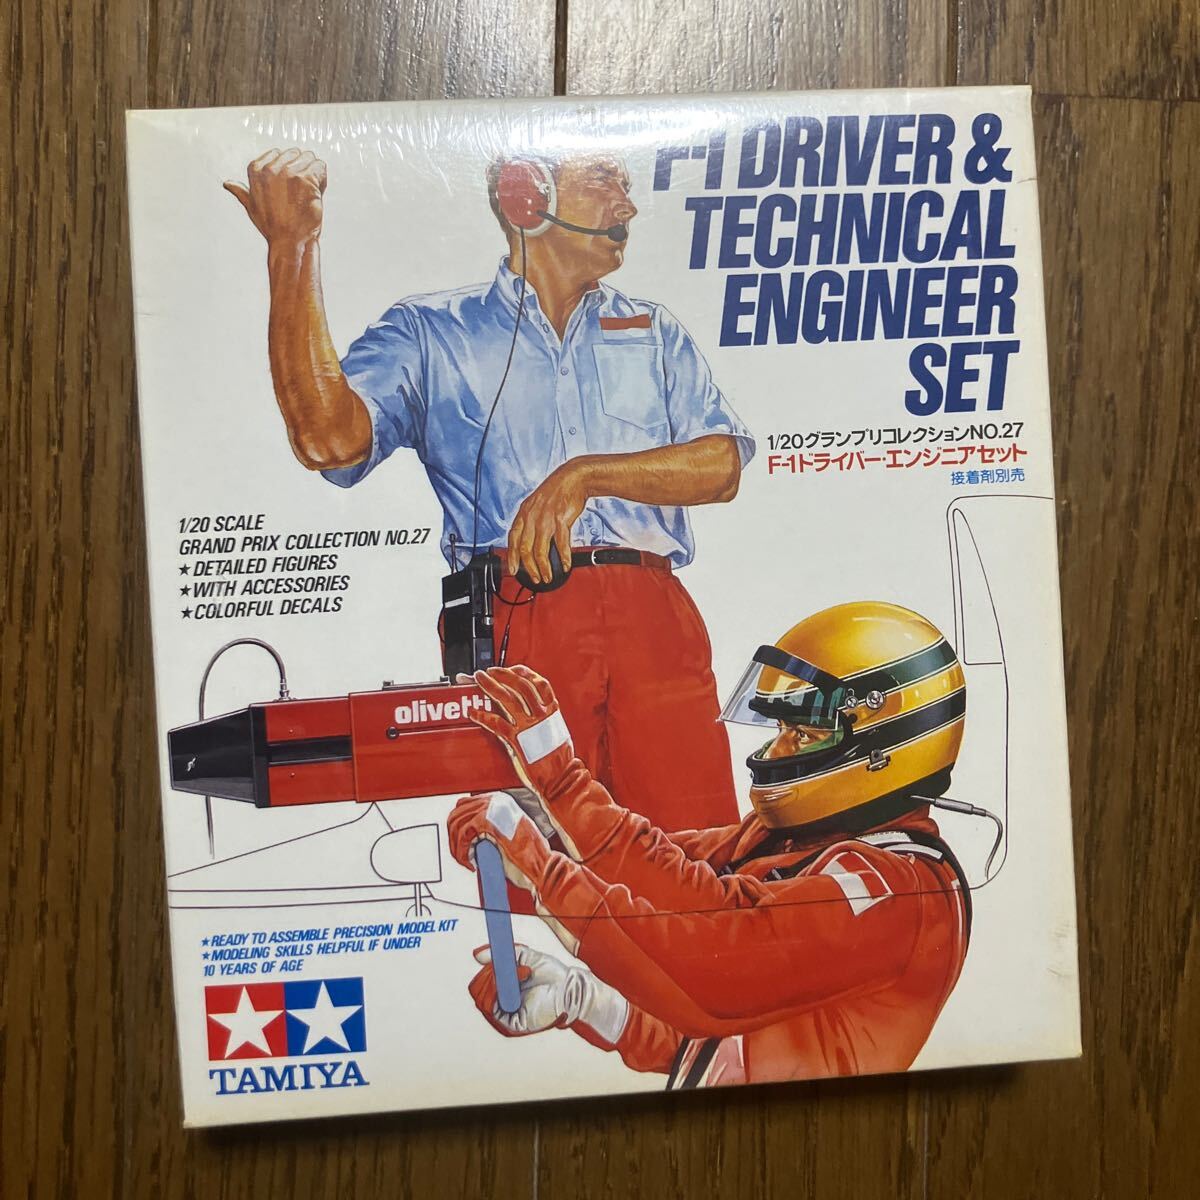 F-1 DRIVER &
TECHNICAL
ENGINEER
SET
1/20グランプリコレクションNO.27
F-1ドライバー・エンジニアセット
接着剤別売
1/20 SCALE
GRAND PRIX COLLECTION NO.27
★DETAILED FIGURES
★WITH ACCESSORIES
★COLORFUL DECALS
olivetti
★READY TO ASSEMBLE PRECISION MODEL KIT
★MODELING SKILLS HELPFUL IF UNDER
10 YEARS OF AGE
TAMIYA